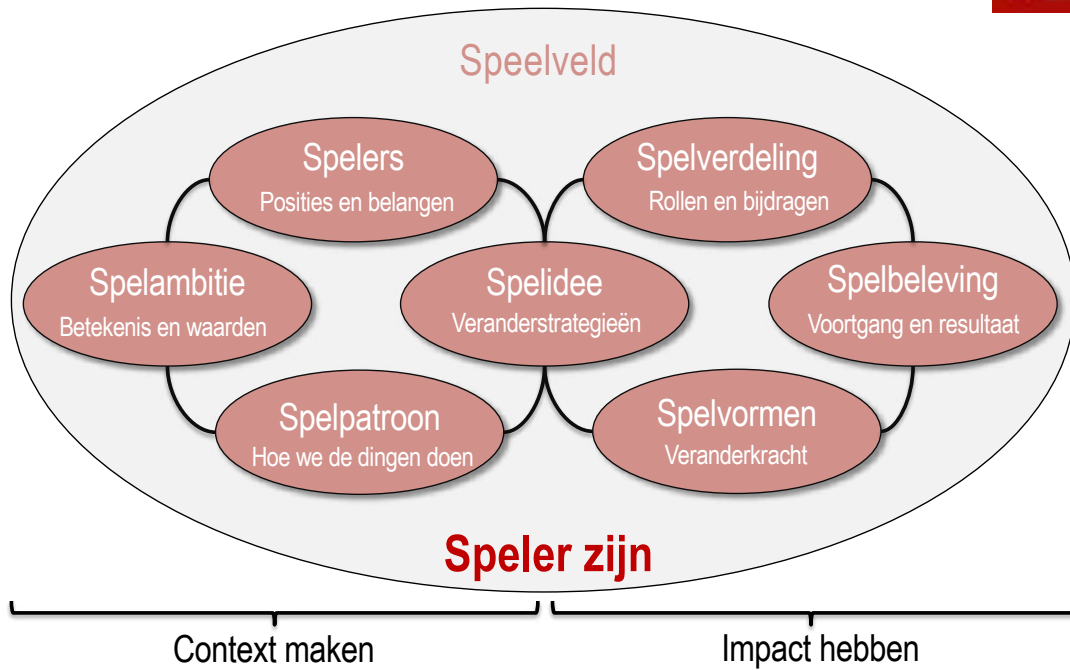 Speelveld
Spelers
Posities en belangen
Spelverdeling
Rollen en bijdragen
Spelambitie
Betekenis en waarden
Spelidee
Veranderstrategieën
Spelbeleving
Voortgang en resultaat
Spelpatroon
Hoe we de dingen doen
Spelvormen
Veranderkracht
Speler zijn
Context maken
Impact hebben